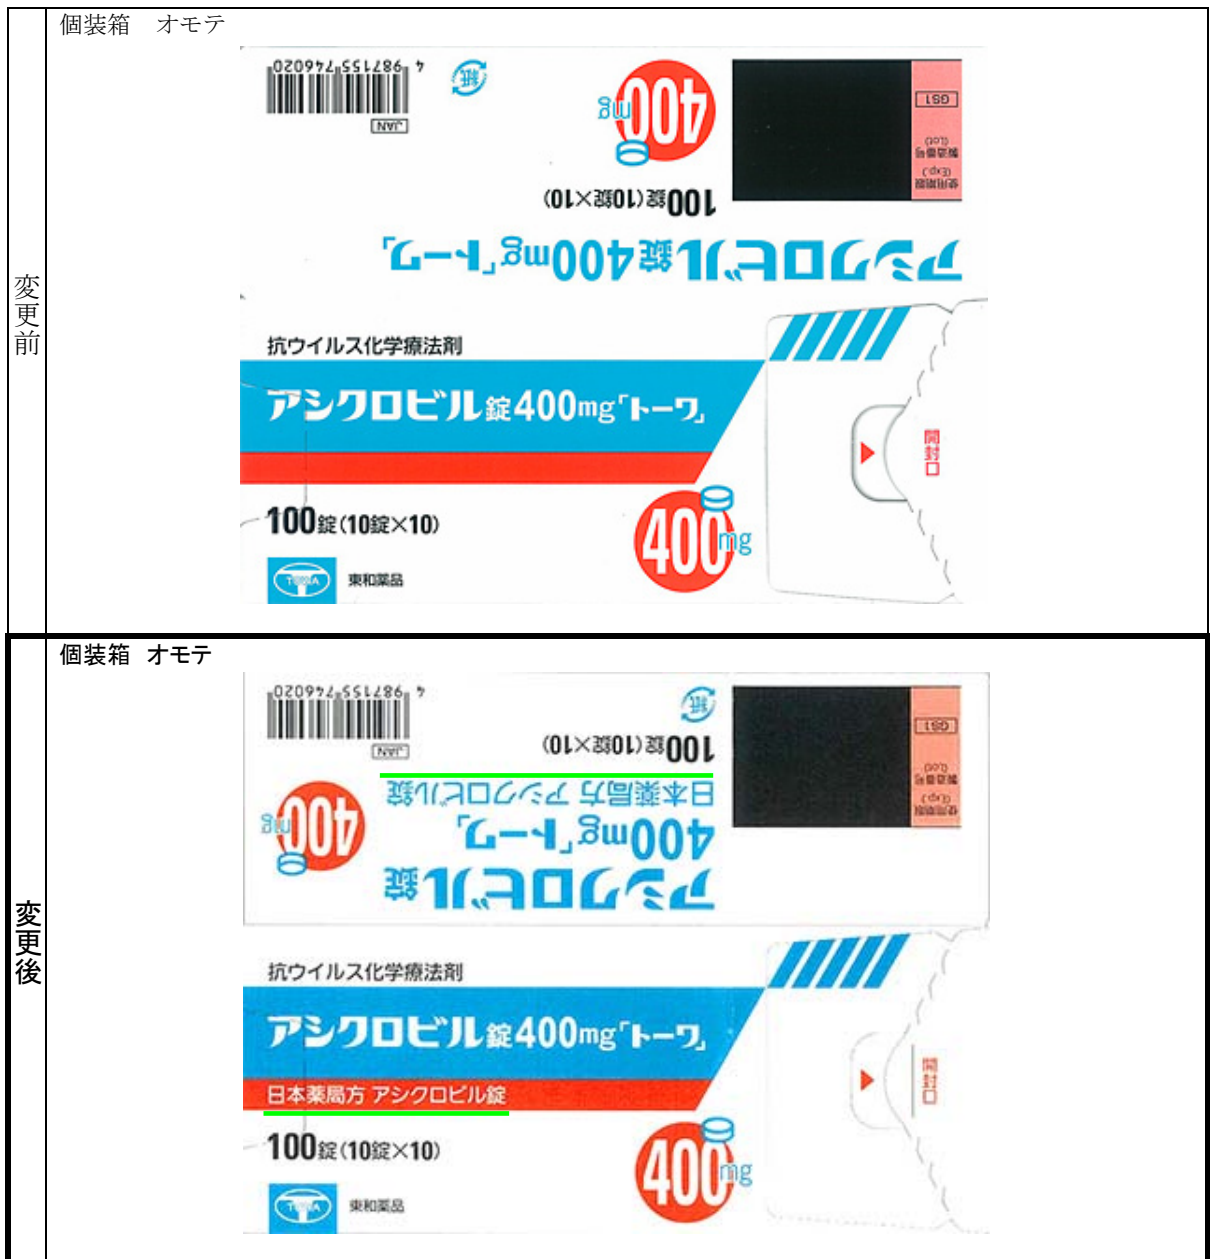 変更前
個装箱 オモテ
4 987155 746020
JAN
紙
400mg
GS1
製造番号
(Lot)
使用期限
(Exp.)
100錠(10錠×10)
アシクロビル錠400mg「トーワ」
抗ウイルス化学療法剤
アシクロビル錠400mg「トーワ」
100錠(10錠×10)
400mg
開封口
TOWA 東和薬品
変更後
個装箱 オモテ
4 987155 746020
JAN
紙
GS1
製造番号
(Lot)
使用期限
(Exp.)
100錠(10錠×10)
日本薬局方 アシクロビル錠
400mg「トーワ」
アシクロビル錠
400mg
抗ウイルス化学療法剤
アシクロビル錠400mg「トーワ」
日本薬局方 アシクロビル錠
100錠(10錠×10)
400mg
開封口
TOWA 東和薬品